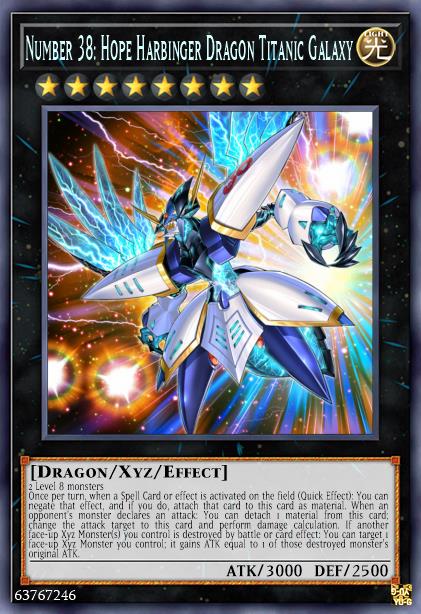 NUMBER 38: HOPE HARBINGER DRAGON TITANIC GALAXY
LIGHT
光
[DRAGON/XYZ/EFFECT]
2 Level 8 monsters
Once per turn, when a Spell Card or effect is activated on the field (Quick Effect): You can
negate that effect, and if you do, attach that card to this card as material. When an
opponent's monster declares an attack: You can detach 1 material from this card;
change the attack target to this card and perform damage calculation. If another
face-up Xyz Monster(s) you control is destroyed by battle or card effect: You can target 1
face-up Xyz Monster you control; it gains ATK equal to 1 of those destroyed monster's
original ATK.
ATK/3000 DEF/2500
63767246